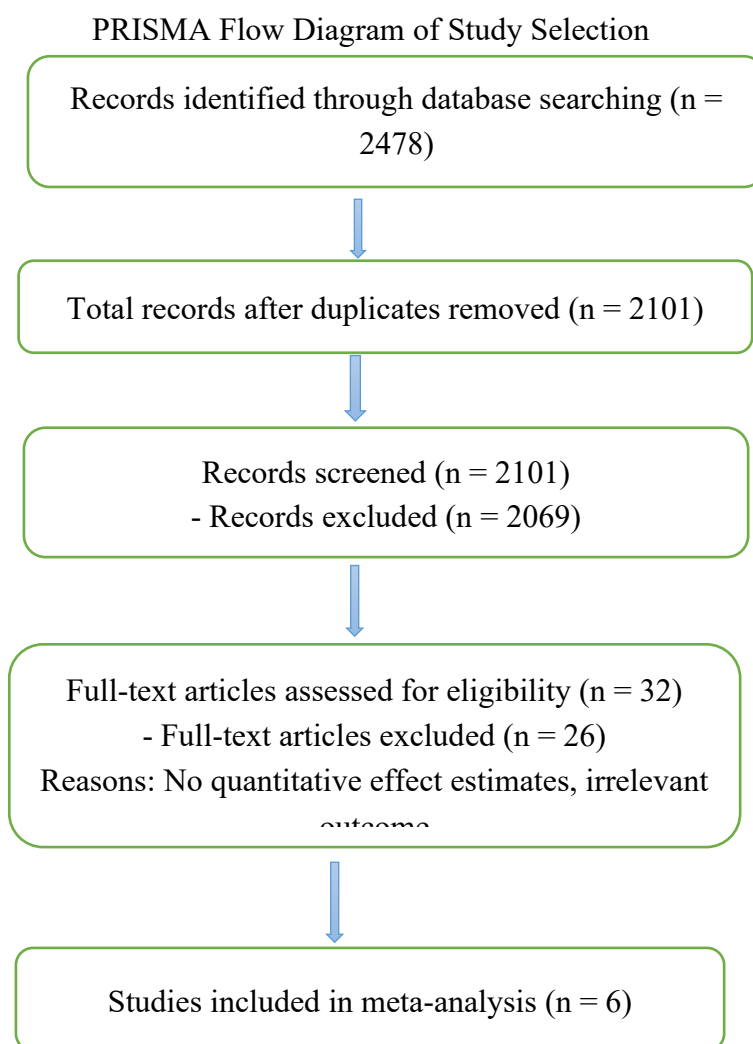 PRISMA Flow Diagram of Study Selection
Records identified through database searching (n =
2478)
Total records after duplicates removed (n = 2101)
Records screened (n = 2101)
- Records excluded (n = 2069)
Full-text articles assessed for eligibility (n = 32)
- Full-text articles excluded (n = 26)
Reasons: No quantitative effect estimates, irrelevant
outcome
Studies included in meta-analysis (n = 6)